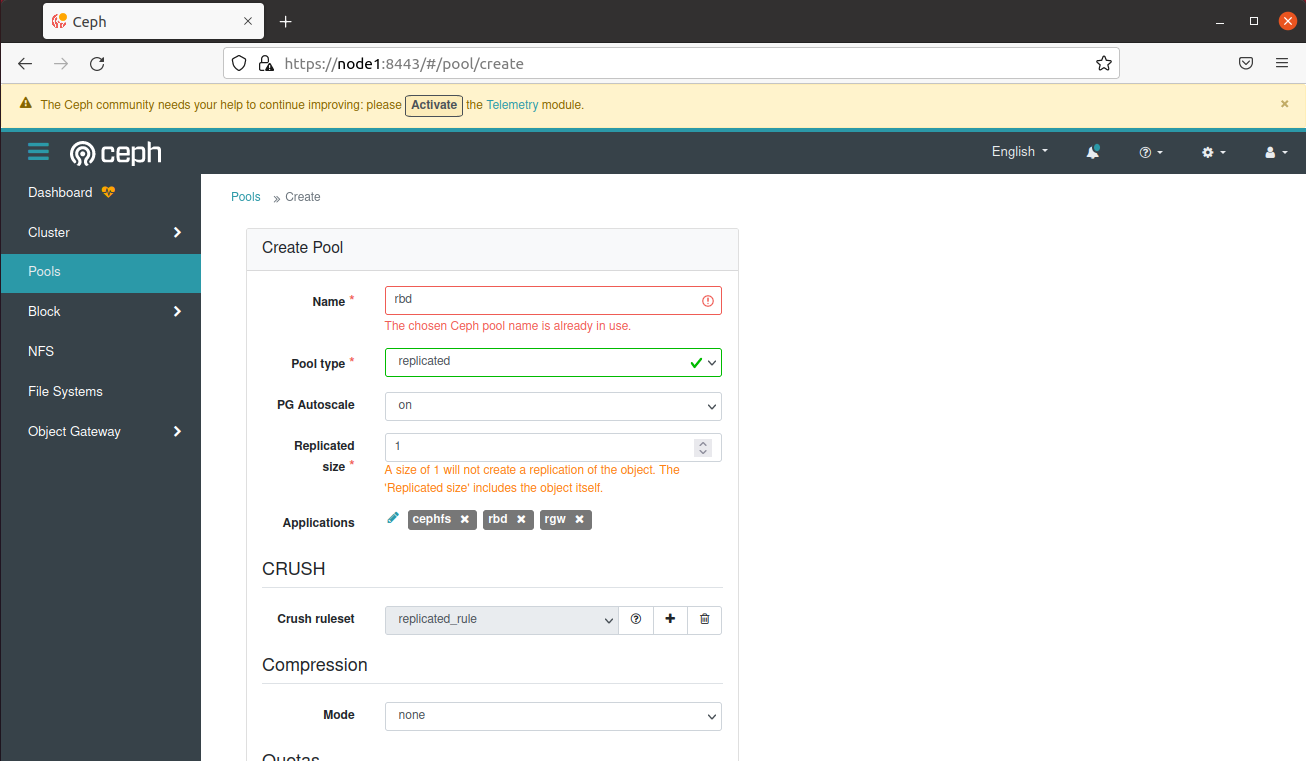 Ceph
https://node1:8443/#/pool/create
The Ceph community needs your help to continue improving: please Activate the Telemetry module.
ceph
English
Dashboard
Cluster
Pools
Block
NFS
File Systems
Object Gateway
Pools » Create
Create Pool
Name * rbd
The chosen Ceph pool name is already in use.
Pool type * replicated
PG Autoscale on
Replicated
size * 1
A size of 1 will not create a replication of the object. The
'Replicated size' includes the object itself.
Applications cephfs rbd rgw
CRUSH
Crush ruleset replicated_rule
Compression
Mode none
Quotas